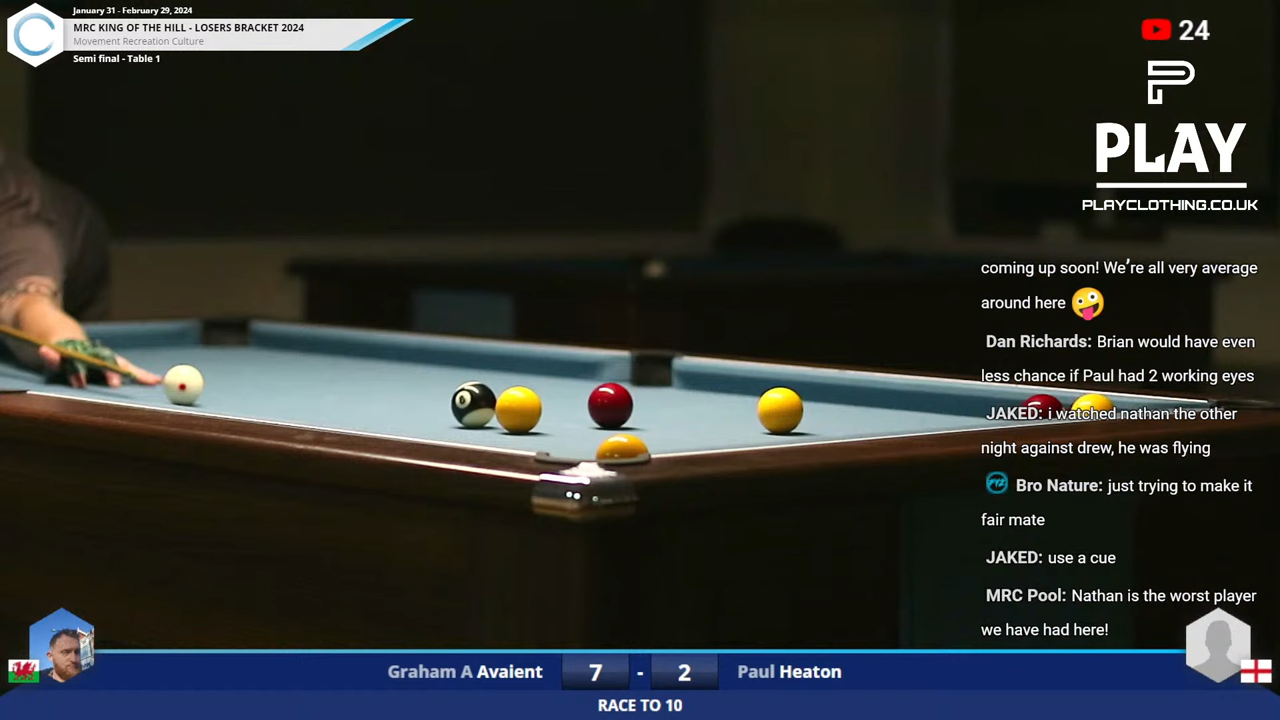 January 31 - February 29, 2024
MRC KING OF THE HILL - LOSERS BRACKET 2024
Movement Recreation Culture
Semi final - Table 1
24
PLAY
PLAYCLOTHING.CO.UK
coming up soon! We’re all very average
around here 🤪
Dan Richards: Brian would have even
less chance if Paul had 2 working eyes
JAKED: i watched nathan the other
night against drew, he was flying
Bro Nature: just trying to make it
fair mate
JAKED: use a cue
MRC Pool: Nathan is the worst player
we have had here!
Graham A Avaient 7 - 2 Paul Heaton
RACE TO 10